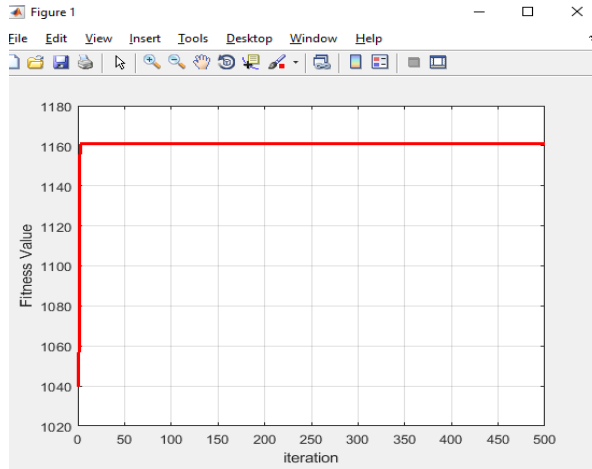 Figure 1
File Edit View Insert Tools Desktop Window Help
1180
1160
1140
1120
1100
1080
1060
1040
1020
Fitness Value
0 50 100 150 200 250 300 350 400 450 500
iteration